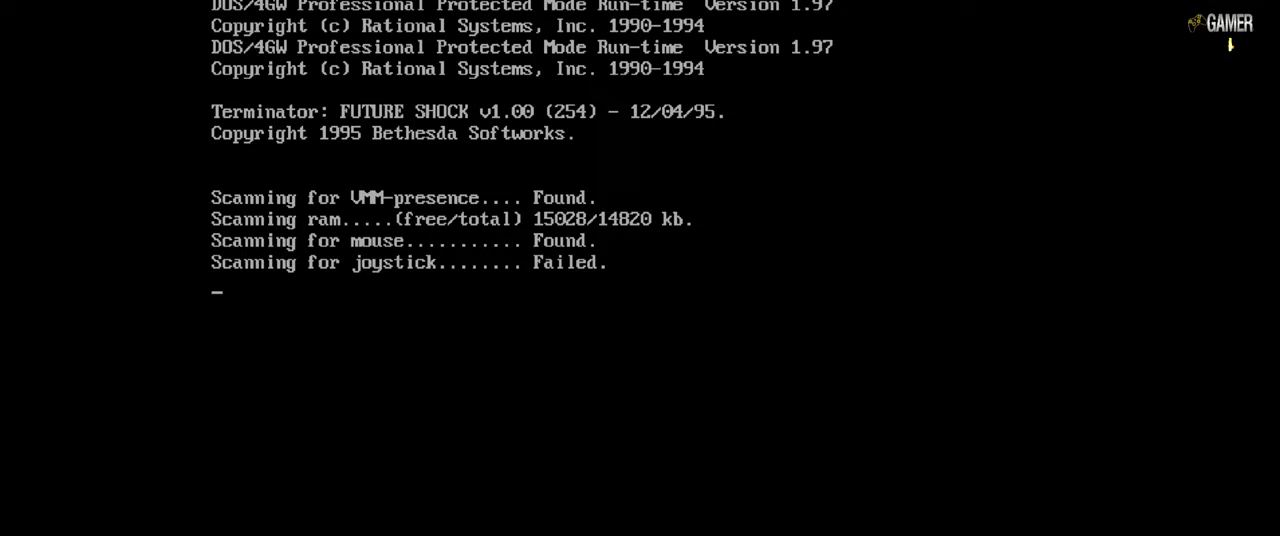 DOS/4GW Professional Protected Mode Run-time  Version 1.97
Copyright (c) Rational Systems, Inc. 1990-1994
DOS/4GW Professional Protected Mode Run-time  Version 1.97
Copyright (c) Rational Systems, Inc. 1990-1994
Terminator: FUTURE SHOCK v1.00 (254) - 12/04/95.
Copyright 1995 Bethesda Softworks.
Scanning for VMM-presence.... Found.
Scanning ram.....(free/total) 15028/14820 kb.
Scanning for mouse........... Found.
Scanning for joystick........ Failed.
_
GAMER